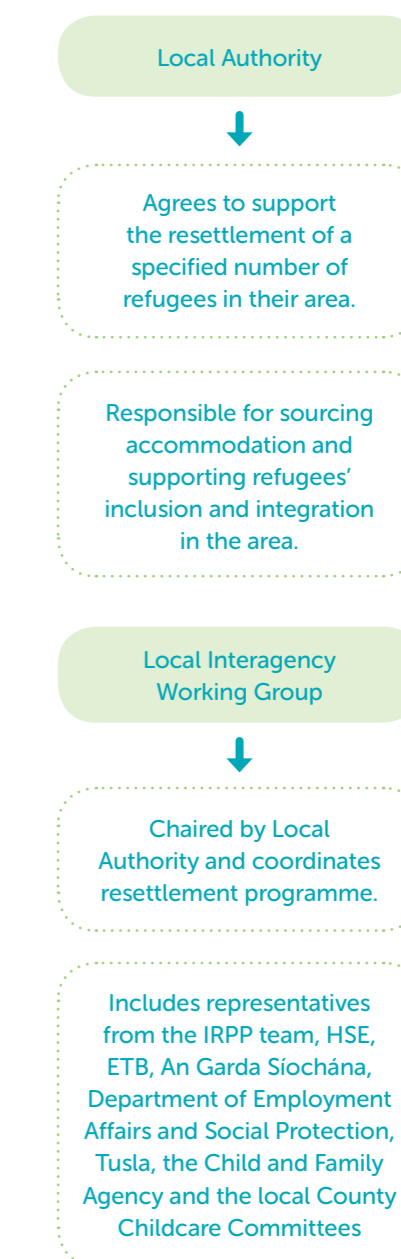 Local Authority
Agrees to support
the resettlement of a
specified number of
refugees in their area.
Responsible for sourcing
accommodation and
supporting refugees’
inclusion and integration
in the area.
Local Interagency
Working Group
Chaired by Local
Authority and coordinates
resettlement programme.
Includes representatives
from the IRPP team, HSE,
ETB, An Garda Síochána,
Department of Employment
Affairs and Social Protection,
Tusla, the Child and Family
Agency and the local County
Childcare Committees